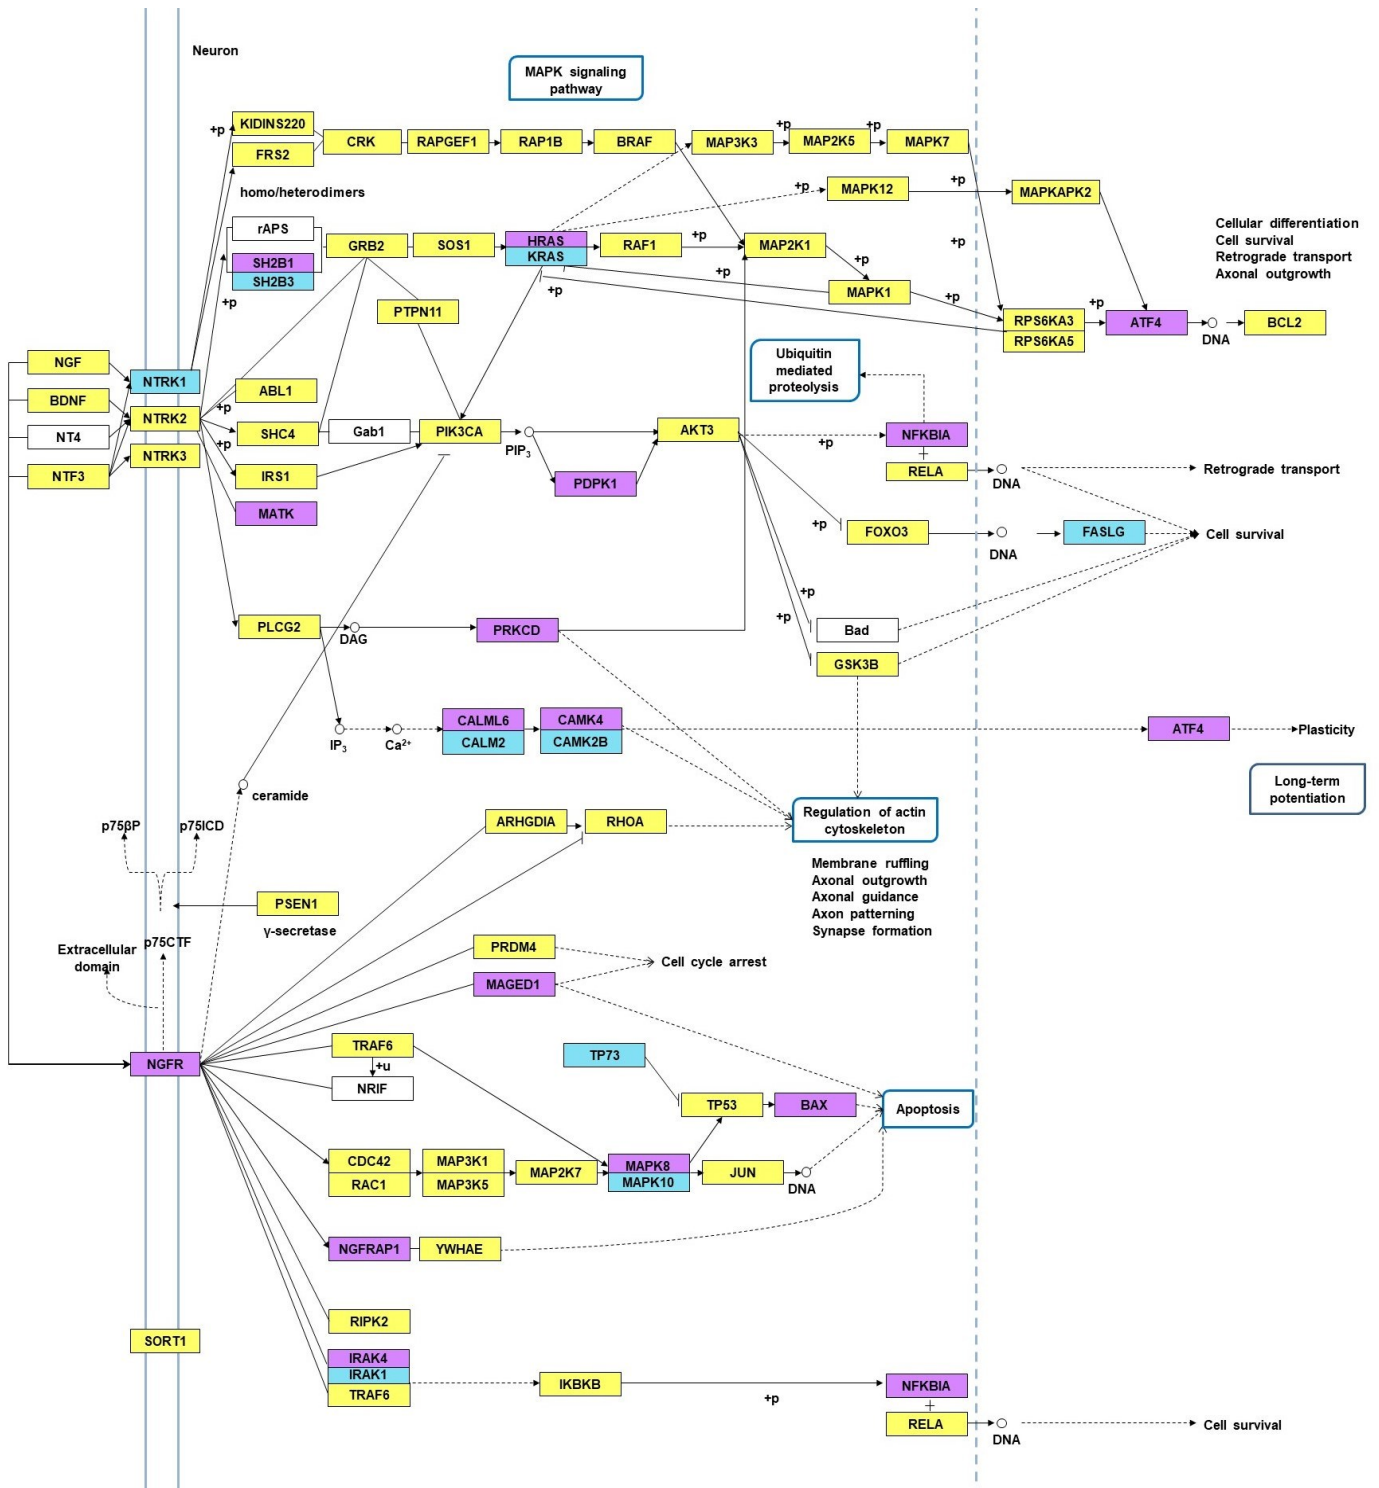 Neuron
MAPK signaling
pathway
KIDINS220
+p
FRS2
CRK
RAPGEF1
RAP1B
BRAF
MAP3K3
+p
MAP2K5
+p
MAPK7
homo/heterodimers
+p
MAPK12
+p
MAPKAPK2
rAPS
SH2B1
SH2B3
+p
GRB2
SOS1
HRAS
KRAS
RAF1
+p
MAP2K1
+p
+p
+p
MAPK1
+p
+p
PTPN11
Cellular differentiation
Cell survival
Retrograde transport
Axonal outgrowth
RPS6KA3
RPS6KA5
+p
ATF4
DNA
BCL2
NGF
BDNF
NT4
NTF3
NTRK1
NTRK2
NTRK3
ABL1
+p
SHC4
+p
IRS1
MATK
Gab1
PIK3CA
PIP3
PDPK1
AKT3
Ubiquitin
mediated
proteolysis
+p
NFKBIA
+
RELA
DNA
Retrograde transport
+p
FOXO3
DNA
FASLG
Cell survival
+p
Bad
+p
GSK3B
PLCG2
DAG
PRKCD
IP3
Ca2+
CALML6
CALM2
CAMK4
CAMK2B
ATF4
Plasticity
Long-term
potentiation
ceramide
p75βP
p75ICD
ARHGDIA
RHOA
Regulation of actin
cytoskeleton
Membrane ruffling
Axonal outgrowth
Axonal guidance
Axon patterning
Synapse formation
PSEN1
γ-secretase
p75CTF
Extracellular
domain
PRDM4
Cell cycle arrest
MAGED1
NGFR
TRAF6
+u
NRIF
TP73
TP53
BAX
Apoptosis
CDC42
RAC1
MAP3K1
MAP3K5
MAP2K7
MAPK8
MAPK10
JUN
DNA
NGFRAP1
YWHAE
RIPK2
SORT1
IRAK4
IRAK1
TRAF6
IKBKB
+p
NFKBIA
+
RELA
DNA
Cell survival